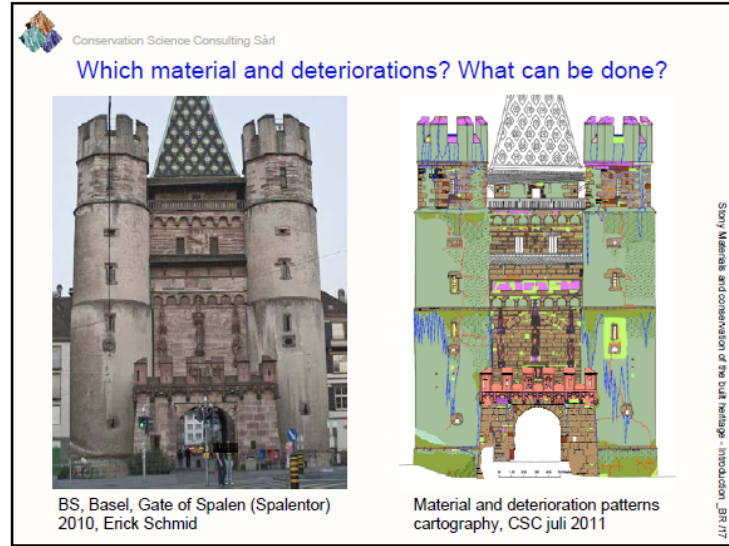 Conservation Science Consulting Sàrl
Which material and deteriorations? What can be done?
BS, Basel, Gate of Spalen (Spalentor)
2010, Erick Schmid
Material and deterioration patterns
cartography, CSC juli 2011
Stony Materials and conservation of the built heritage - Introduction _BR /17